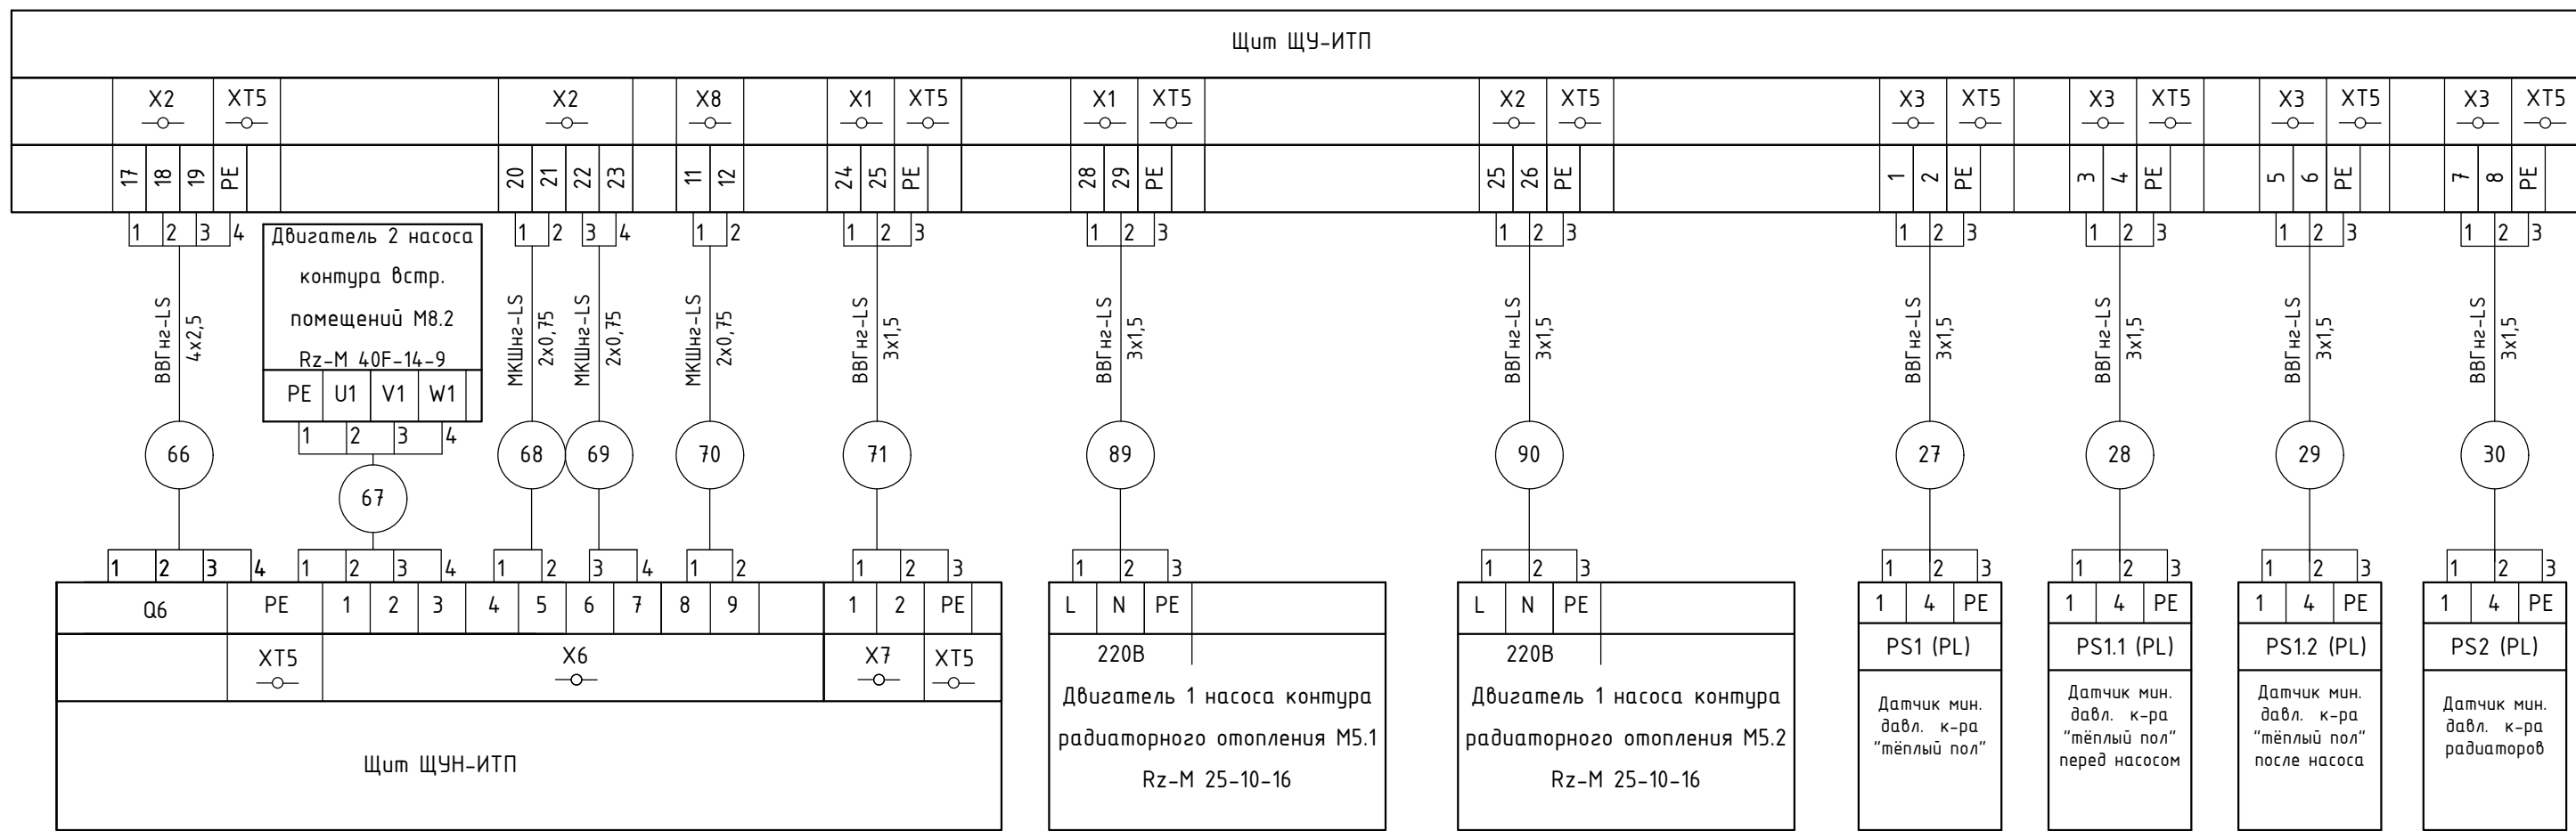 Щит ЩУ-ИТП
X2 XT5 X2 X8 X1 XT5 X1 XT5 X2 XT5 X3 XT5 X3 XT5 X3 XT5 X3 XT5
17 18 19 PE 20 21 22 23 11 12 24 25 PE 28 29 PE 25 26 PE 1 2 PE 3 4 PE 5 6 PE 7 8 PE
1 2 3 4 1 2 3 4 1 2 1 2 3 1 2 3 1 2 3 1 2 3 1 2 3 1 2 3 1 2 3
Двигатель 2 насоса
контура встр.
помещений М8.2
Rz-M 40F-14-9
PE U1 V1 W1
1 2 3 4
ВВГнг-LS
4х2,5
МКШнг-LS
2х0,75
МКШнг-LS
2х0,75
МКШнг-LS
2х0,75
ВВГнг-LS
3х1,5
ВВГнг-LS
3х1,5
ВВГнг-LS
3х1,5
ВВГнг-LS
3х1,5
ВВГнг-LS
3х1,5
ВВГнг-LS
3х1,5
ВВГнг-LS
3х1,5
66 68 69 70 71 89 90 27 28 29 30
67
1 2 3 4 1 2 3 4 1 2 3 4 1 2 1 2 3 1 2 3 1 2 3 1 2 3 1 2 3 1 2 3 1 2 3
Q6 PE 1 2 3 4 5 6 7 8 9 1 2 PE L N PE L N PE 1 4 PE 1 4 PE 1 4 PE 1 4 PE
XT5 X6 X7 XT5
Щит ЩУН-ИТП
220В
Двигатель 1 насоса контура
радиаторного отопления М5.1
Rz-M 25-10-16
220В
Двигатель 1 насоса контура
радиаторного отопления М5.2
Rz-M 25-10-16
PS1 (PL)
Датчик мин.
давл. к-ра
"тёплый пол"
PS1.1 (PL)
Датчик мин.
давл. к-ра
"тёплый пол"
перед насосом
PS1.2 (PL)
Датчик мин.
давл. к-ра
"тёплый пол"
после насоса
PS2 (PL)
Датчик мин.
давл. к-ра
радиаторов